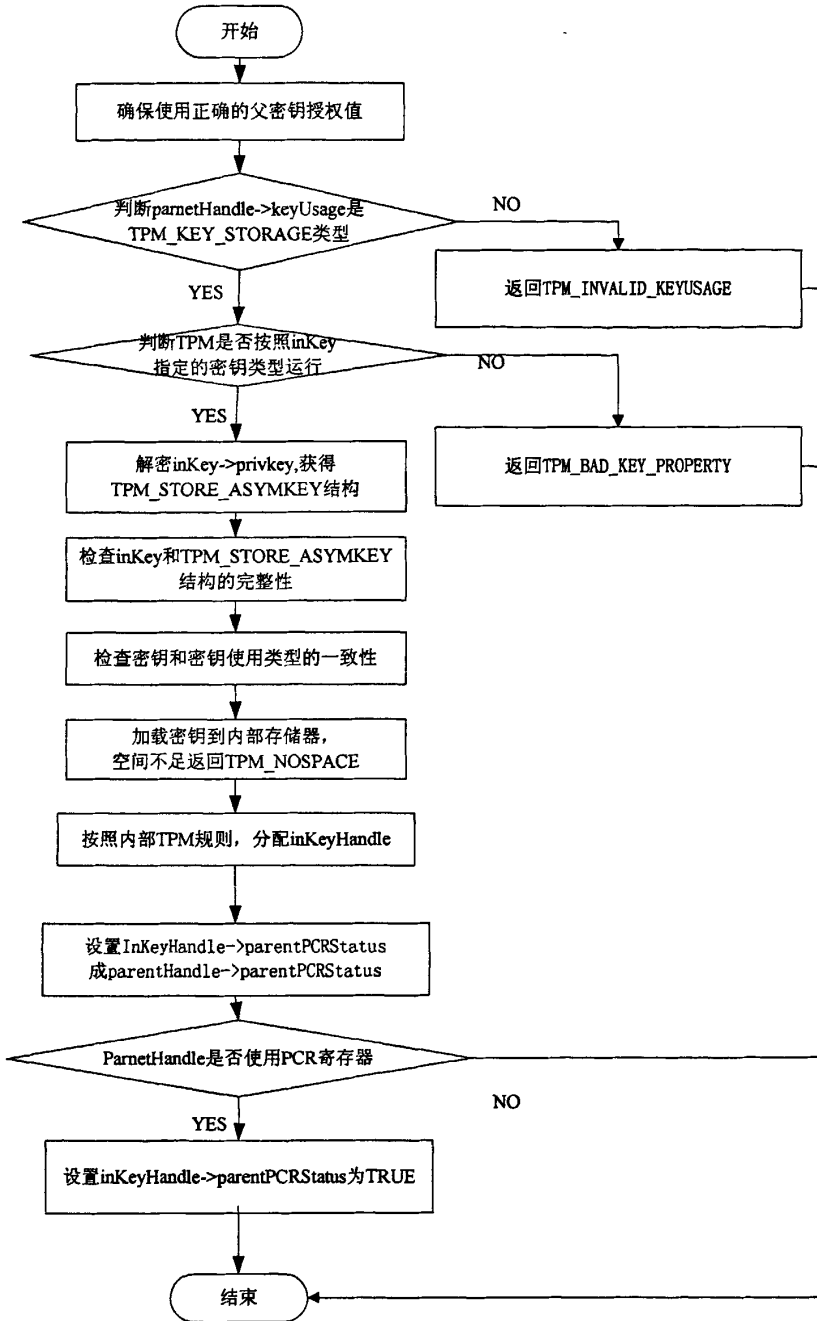 开始
确保使用正确的父密钥授权值
判断parnetHandle->keyUsage是
TPM_KEY_STORAGE类型
NO
返回TPM_INVALID_KEYUSAGE
YES
判断TPM是否按照inKey
指定的密钥类型运行
NO
返回TPM_BAD_KEY_PROPERTY
YES
解密inKey->privkey,获得
TPM_STORE_ASYMKEY结构
检查inKey和TPM_STORE_ASYMKEY
结构的完整性
检查密钥和密钥使用类型的一致性
加载密钥到内部存储器，
空间不足返回TPM_NOSPACE
按照内部TPM规则，分配inKeyHandle
设置InKeyHandle->parentPCRStatus
成parentHandle->parentPCRStatus
ParnetHandle是否使用PCR寄存器
NO
YES
设置inKeyHandle->parentPCRStatus为TRUE
结束